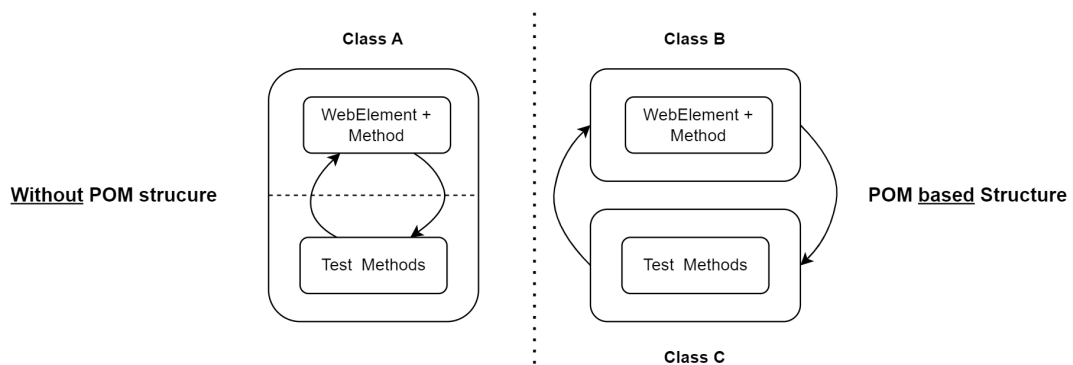 Class A
WebElement +
Method
Without POM strucure
Test  Methods
Class B
WebElement +
Method
POM based Structure
Test  Methods
Class C